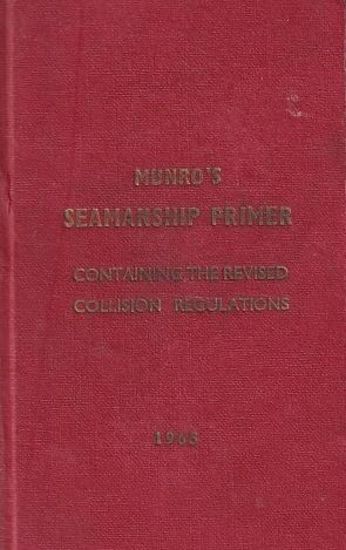 MUNRO'S
SEAMANSHIP PRIMER
CONTAINING THE REVISED
COLLISION REGULATIONS
1968